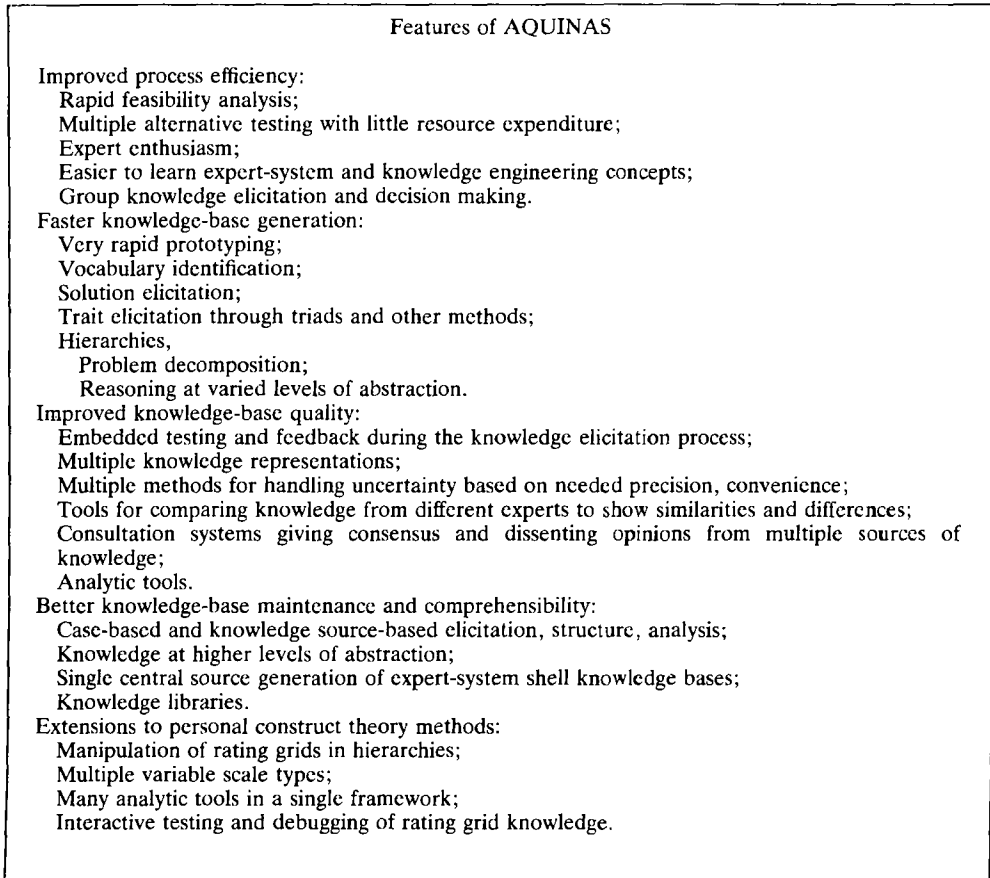 Features of AQUINAS
Improved process efficiency:
Rapid feasibility analysis;
Multiple alternative testing with little resource expenditure;
Expert enthusiasm;
Easier to learn expert-system and knowledge engineering concepts;
Group knowledge elicitation and decision making.
Faster knowledge-base generation:
Very rapid prototyping;
Vocabulary identification;
Solution elicitation;
Trait elicitation through triads and other methods;
Hierarchies,
Problem decomposition;
Reasoning at varied levels of abstraction.
Improved knowledge-base quality:
Embedded testing and feedback during the knowledge elicitation process;
Multiple knowledge representations;
Multiple methods for handling uncertainty based on needed precision, convenience;
Tools for comparing knowledge from different experts to show similarities and differences;
Consultation systems giving consensus and dissenting opinions from multiple sources of
knowledge;
Analytic tools.
Better knowledge-base maintenance and comprehensibility:
Case-based and knowledge source-based elicitation, structure, analysis;
Knowledge at higher levels of abstraction;
Single central source generation of expert-system shell knowledge bases;
Knowledge libraries.
Extensions to personal construct theory methods:
Manipulation of rating grids in hierarchies;
Multiple variable scale types;
Many analytic tools in a single framework;
Interactive testing and debugging of rating grid knowledge.